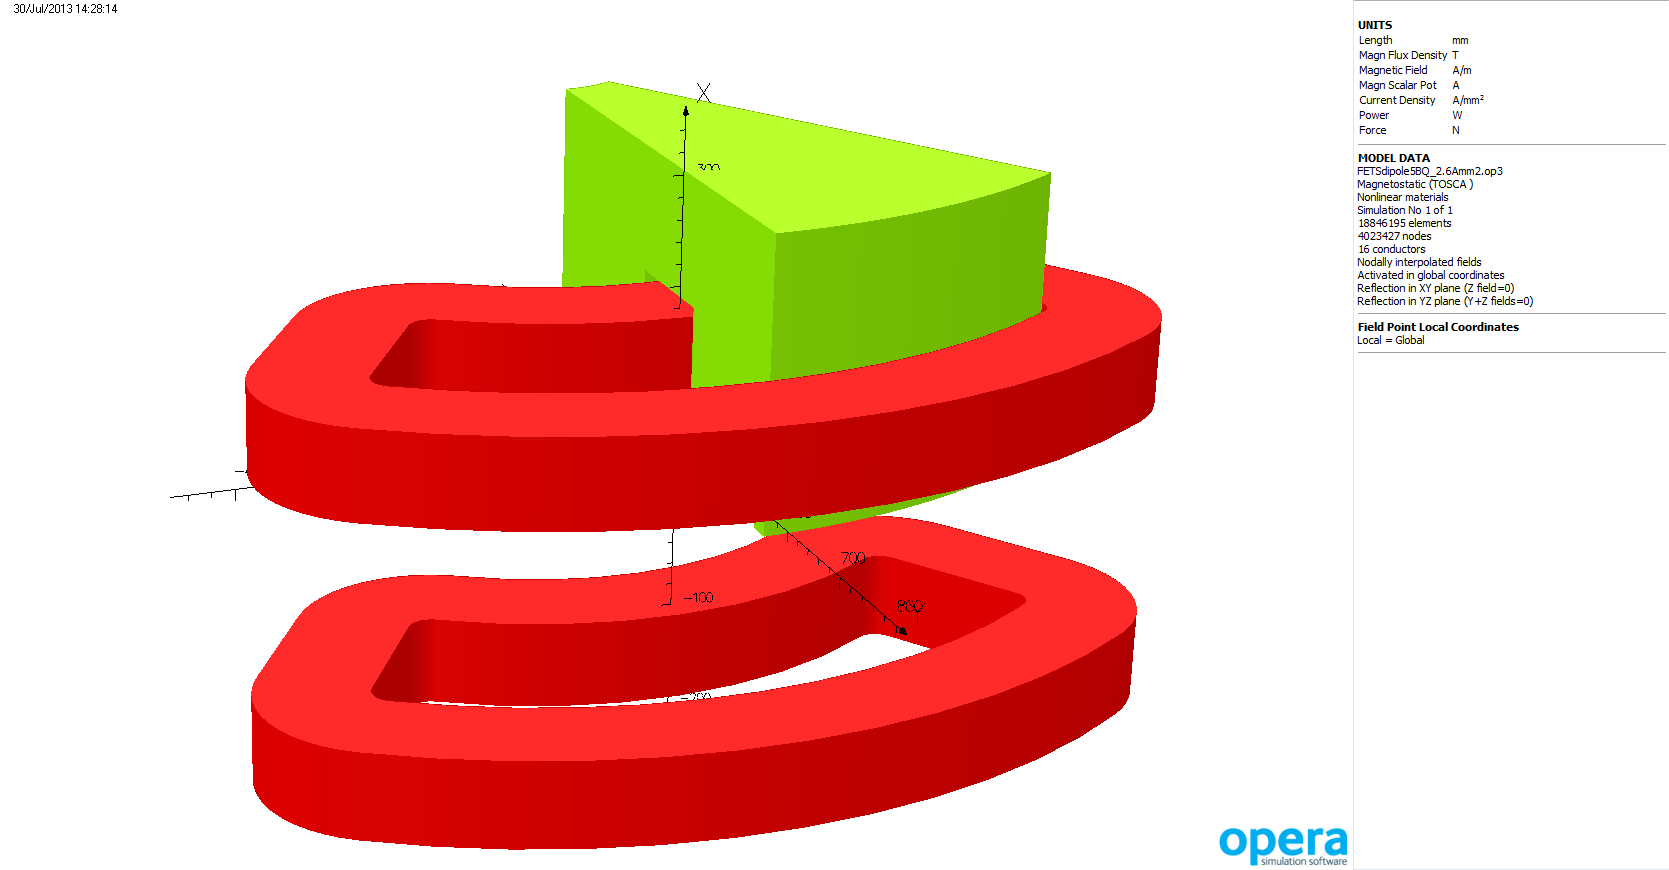 30/Jul/2013 14:28:14
X
300
700
800
-100
-200
UNITS
Length mm
Magn Flux Density T
Magnetic Field A/m
Magn Scalar Pot A
Current Density A/mm²
Power W
Force N
MODEL DATA
FETSdipole5BQ_2.6Amm2.op3
Magnetostatic (TOSCA )
Nonlinear materials
Simulation No 1 of 1
18846195 elements
4023427 nodes
16 conductors
Nodally interpolated fields
Activated in global coordinates
Reflection in XY plane (Z field=0)
Reflection in YZ plane (Y+Z fields=0)
Field Point Local Coordinates
Local = Global
opera
simulation software